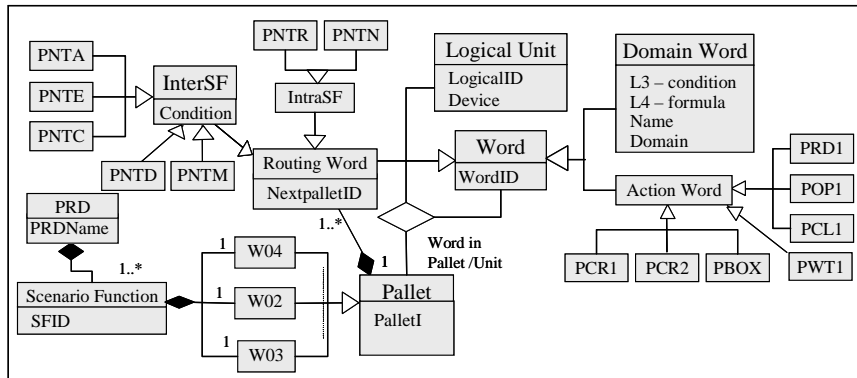 PNTA
PNTE
PNTC
InterSF
Condition
PNTD
PNTM
PNTR
PNTN
IntraSF
Routing Word
NextpalletID
Logical Unit
LogicalID
Device
Word
WordID
Domain Word
L3 – condition
L4 – formula
Name
Domain
Action Word
PRD1
POP1
PCL1
PCR1
PCR2
PBOX
PWT1
PRD
PRDName
1..*
Scenario Function
SFID
1
W04
1
W02
1
W03
1..*
1
Word in
Pallet /Unit
Pallet
PalletI